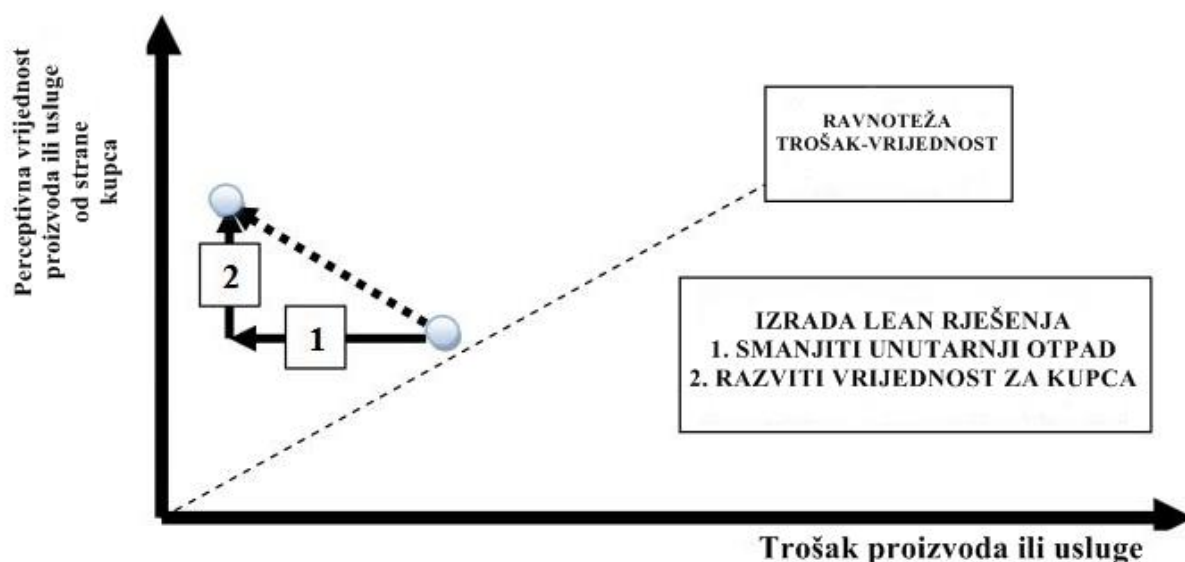 Perceptivna vrijednost
proizvoda ili usluge
od strane
kupca
RAVNOTEŽA
TROŠAK-VRIJEDNOST
2
1
IZRADA LEAN RJEŠENJA
1. SMANJITI UNUTARNJI OTPAD
2. RAZVITI VRIJEDNOST ZA KUPCA
Trošak proizvoda ili usluge